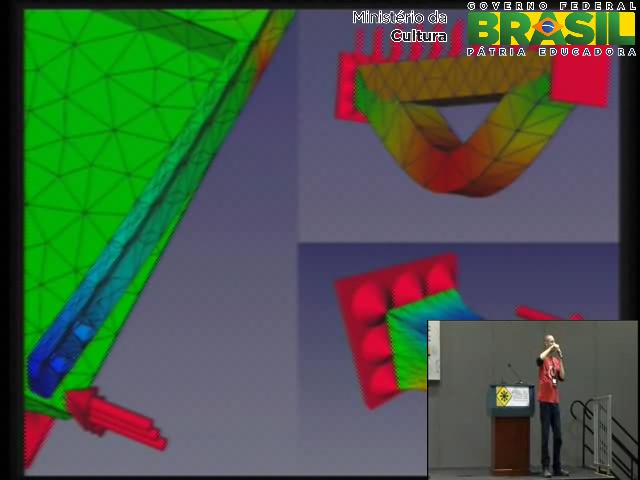 Ministério da
Cultura
GOVERNO FEDERAL
BRASIL
PÁTRIA EDUCADORA